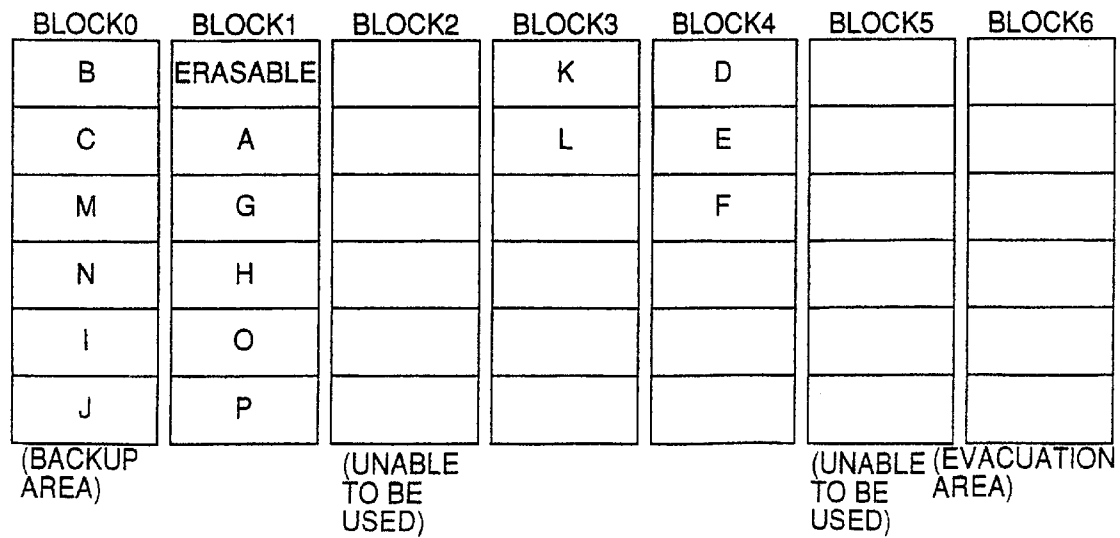 BLOCK0 BLOCK1 BLOCK2 BLOCK3 BLOCK4 BLOCK5 BLOCK6
B ERASABLE K D
C A L E
M G F
N H
I O
J P
(BACKUP AREA) (UNABLE TO BE USED) (UNABLE TO BE USED) (EVACUATION AREA)